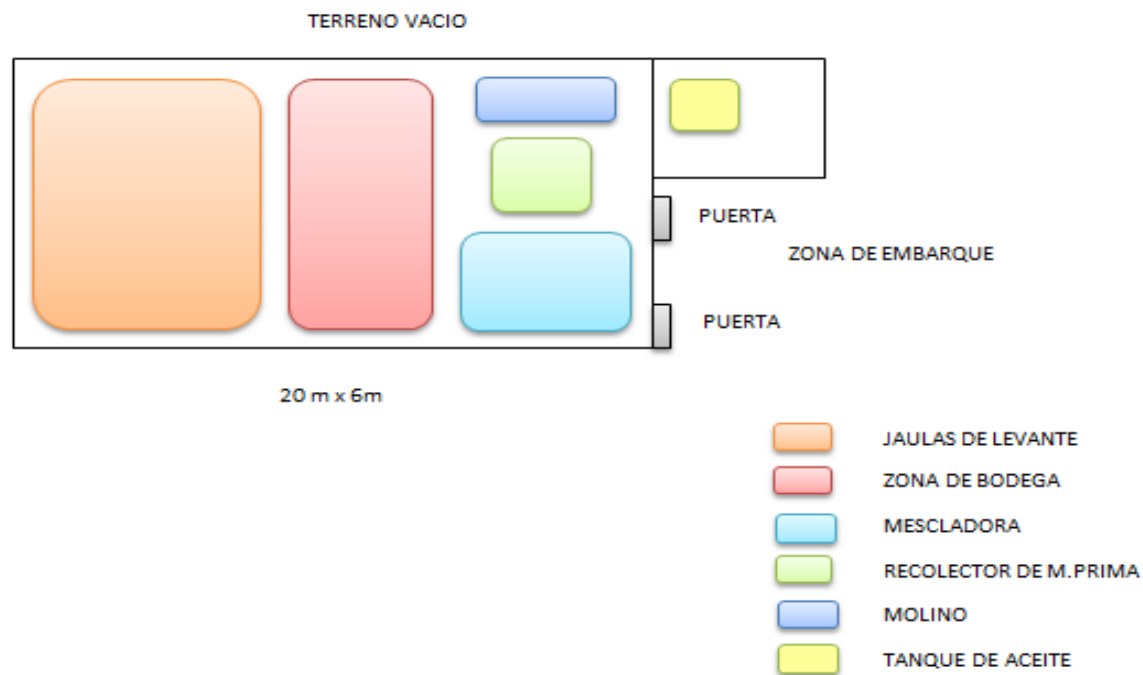 TERRENO VACIO
PUERTA
ZONA DE EMBARQUE
PUERTA
20 m x 6m
JAULAS DE LEVANTE
ZONA DE BODEGA
MESCLADORA
RECOLECTOR DE M.PRIMA
MOLINO
TANQUE DE ACEITE